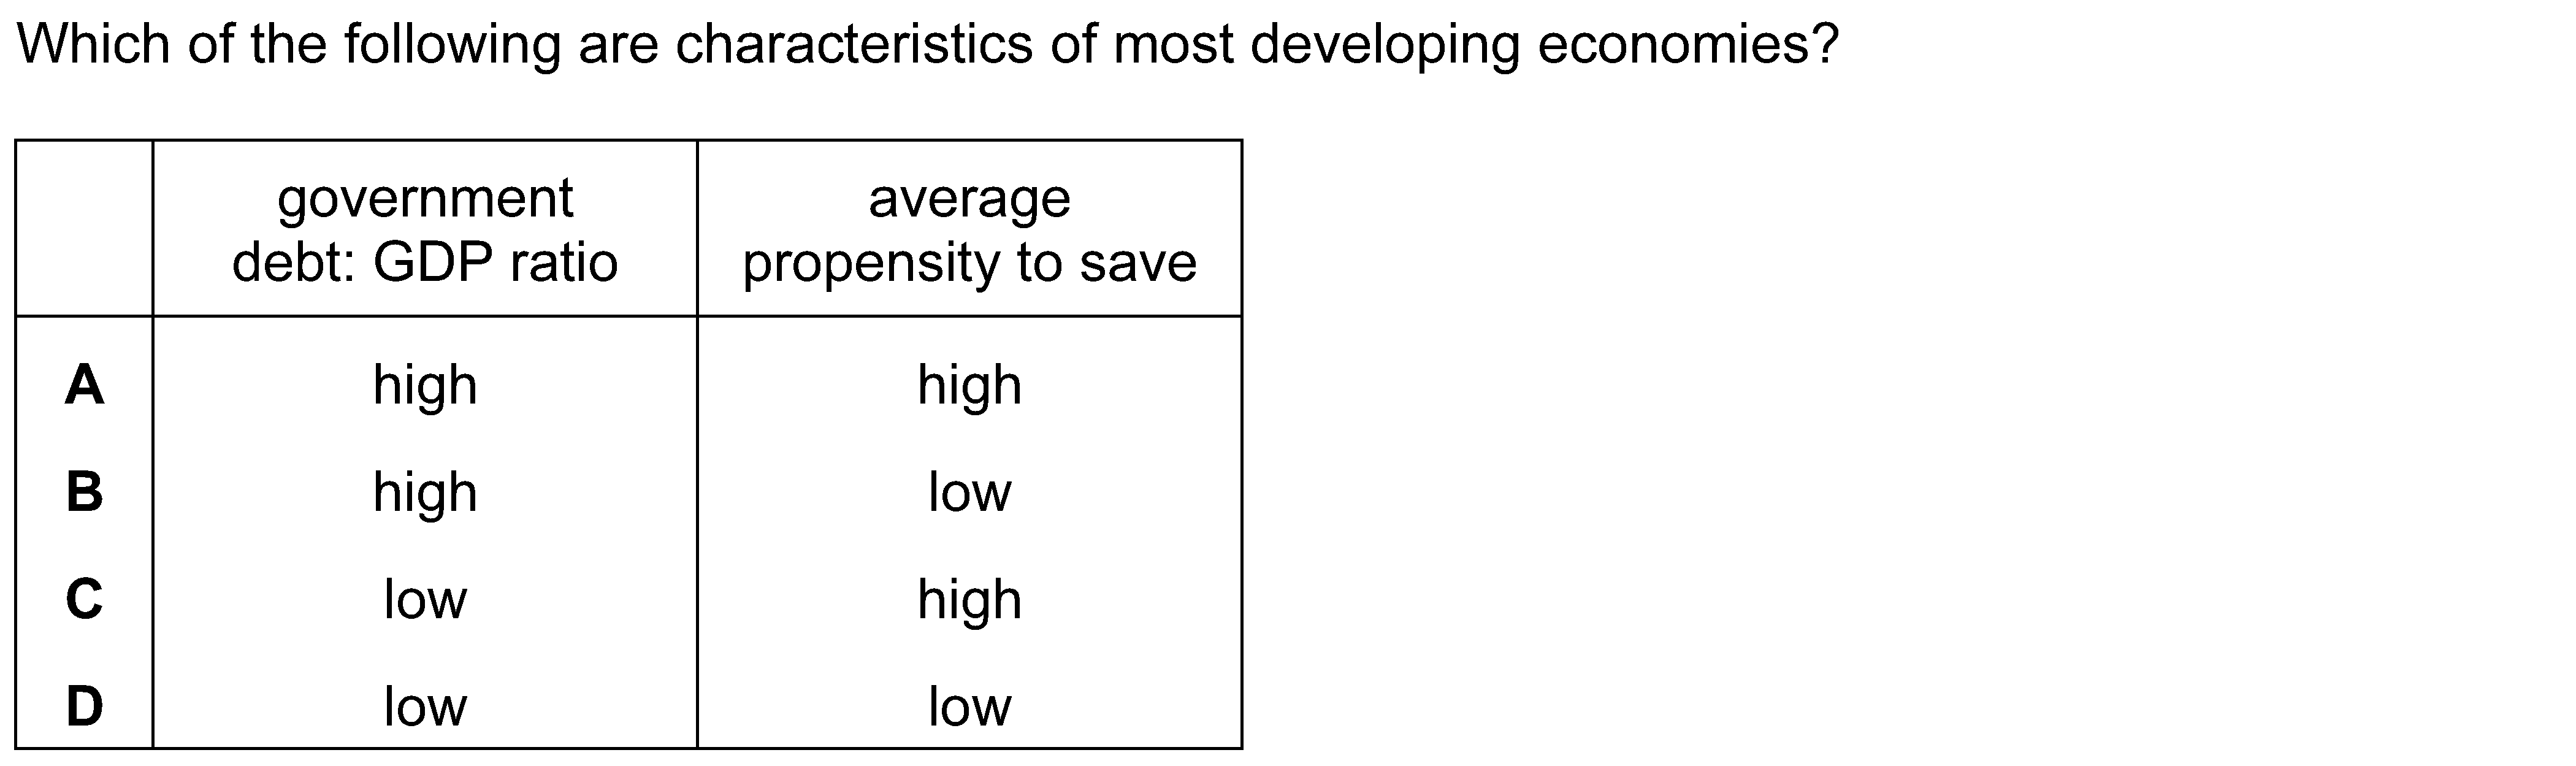 Which of the following are characteristics of most developing economies?
government debt: GDP ratio
average propensity to save
A high high
B high low
C low high
D low low